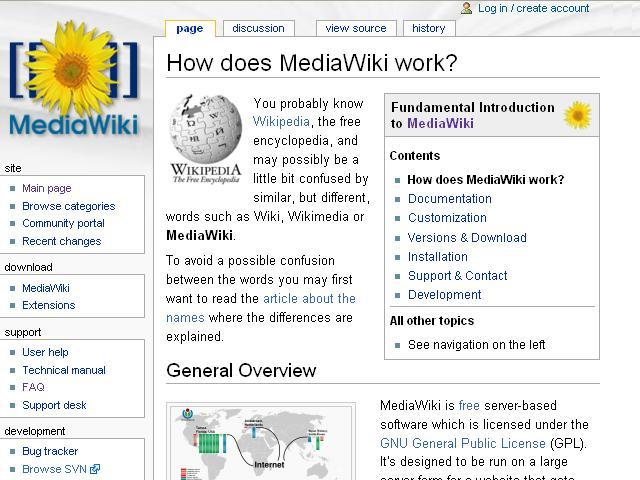 Log in / create account
page
discussion
view source
history
MediaWiki
How does MediaWiki work?
WIKIPEDIA
The Free Encyclopedia
You probably know
Wikipedia, the free
encyclopedia, and
may possibly be a
little bit confused by
similar, but different,
words such as Wiki, Wikimedia or
MediaWiki.
To avoid a possible confusion
between the words you may first
want to read the article about the
names where the differences are
explained.
Fundamental Introduction
to MediaWiki
Contents
How does MediaWiki work?
Documentation
Customization
Versions & Download
Installation
Support & Contact
Development
All other topics
See navigation on the left
site
Main page
Browse categories
Community portal
Recent changes
download
MediaWiki
Extensions
support
User help
Technical manual
FAQ
Support desk
development
Bug tracker
Browse SVN
General Overview
Internet
MediaWiki is free server-based
software which is licensed under the
GNU General Public License (GPL).
It's designed to be run on a large
server farm for a website that gets